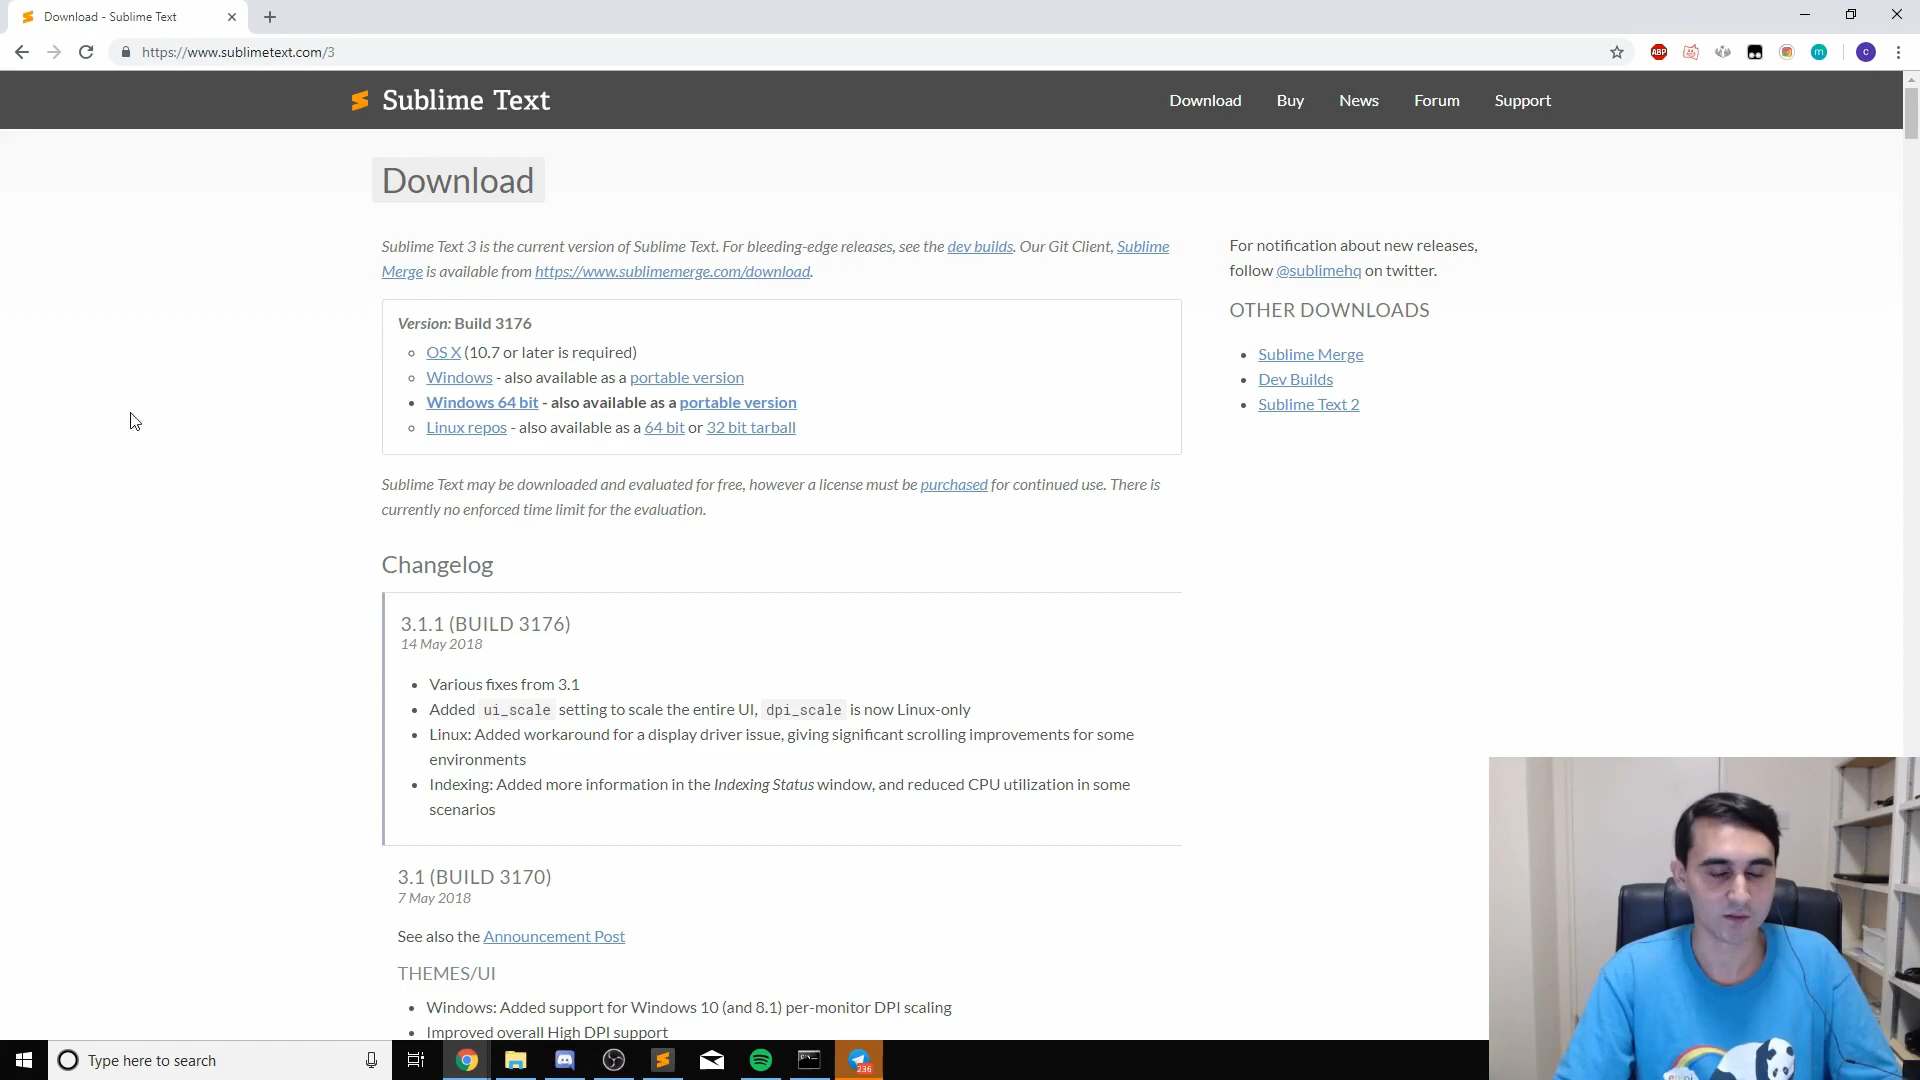 Download - Sublime Text
https://www.sublimetext.com/3
ABP
m
c
Sublime Text
Download
Buy
News
Forum
Support
Download
Sublime Text 3 is the current version of Sublime Text. For bleeding-edge releases, see the dev builds. Our Git Client, Sublime
Merge is available from https://www.sublimemerge.com/download.
Version: Build 3176
OS X (10.7 or later is required)
Windows - also available as a portable version
Windows 64 bit - also available as a portable version
Linux repos - also available as a 64 bit or 32 bit tarball
Sublime Text may be downloaded and evaluated for free, however a license must be purchased for continued use. There is
currently no enforced time limit for the evaluation.
For notification about new releases,
follow @sublimehq on twitter.
OTHER DOWNLOADS
Sublime Merge
Dev Builds
Sublime Text 2
Changelog
3.1.1 (BUILD 3176)
14 May 2018
Various fixes from 3.1
Added ui_scale setting to scale the entire UI, dpi_scale is now Linux-only
Linux: Added workaround for a display driver issue, giving significant scrolling improvements for some
environments
Indexing: Added more information in the Indexing Status window, and reduced CPU utilization in some
scenarios
3.1 (BUILD 3170)
7 May 2018
See also the Announcement Post
THEMES/UI
Windows: Added support for Windows 10 (and 8.1) per-monitor DPI scaling
Improved overall High DPI support
Type here to search
236